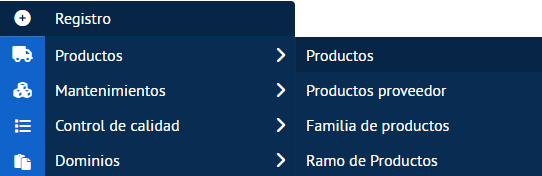 Registro
Productos
Mantenimientos
Control de calidad
Dominios
Productos
Productos proveedor
Familia de productos
Ramo de Productos